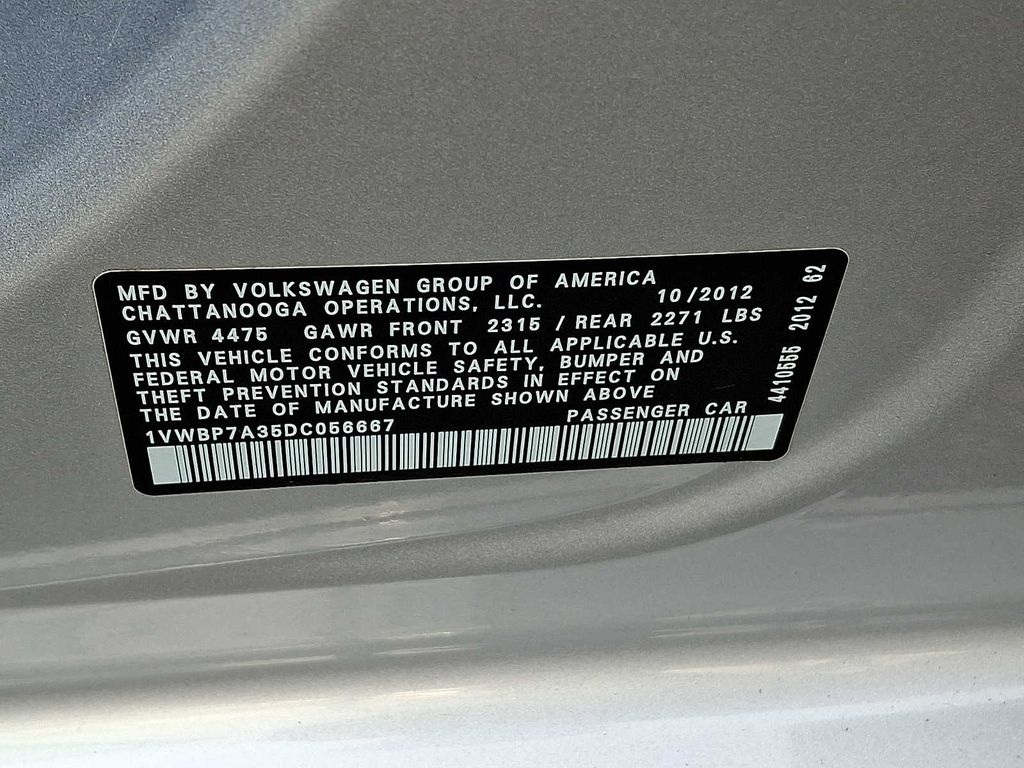 MFD BY VOLKSWAGEN GROUP OF AMERICA
CHATTANOOGA OPERATIONS, LLC. 10/2012
GVWR 4475 GAWR FRONT 2315 / REAR 2271 LBS
THIS VEHICLE CONFORMS TO ALL APPLICABLE U.S.
FEDERAL MOTOR VEHICLE SAFETY, BUMPER AND
THEFT PREVENTION STANDARDS IN EFFECT ON
THE DATE OF MANUFACTURE SHOWN ABOVE
1VWBP7A35DC056667 PASSENGER CAR
4410555 2012 62